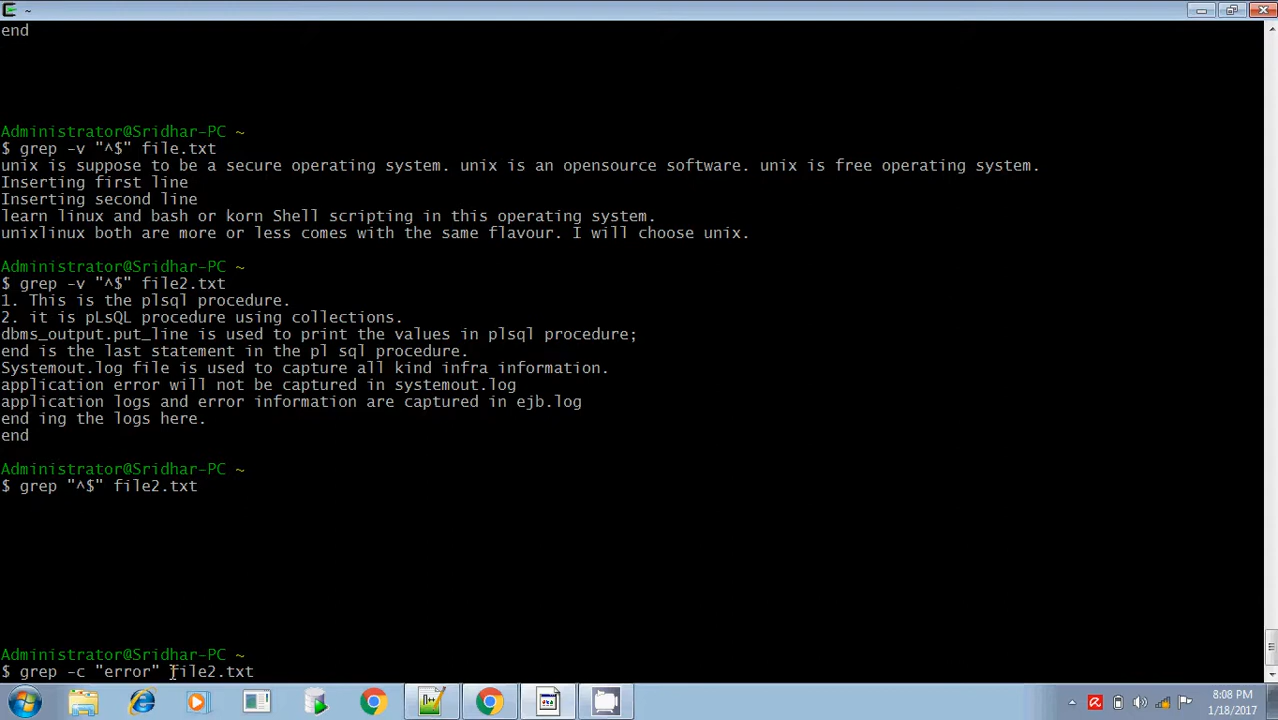 ~
end
Administrator@Sridhar-PC ~
$ grep -v "^$" file.txt
unix is suppose to be a secure operating system. unix is an opensource software. unix is free operating system.
Inserting first line
Inserting second line
learn linux and bash or korn Shell scripting in this operating system.
unixlinux both are more or less comes with the same flavour. I will choose unix.
Administrator@Sridhar-PC ~
$ grep -v "^$" file2.txt
1. This is the plsql procedure.
2. it is pLsQL procedure using collections.
dbms_output.put_line is used to print the values in plsql procedure;
end is the last statement in the pl sql procedure.
Systemout.log file is used to capture all kind infra information.
application error will not be captured in systemout.log
application logs and error information are captured in ejb.log
end ing the logs here.
end
Administrator@Sridhar-PC ~
$ grep "^$" file2.txt
Administrator@Sridhar-PC ~
$ grep -c "error" file2.txt
8:08 PM
1/18/2017